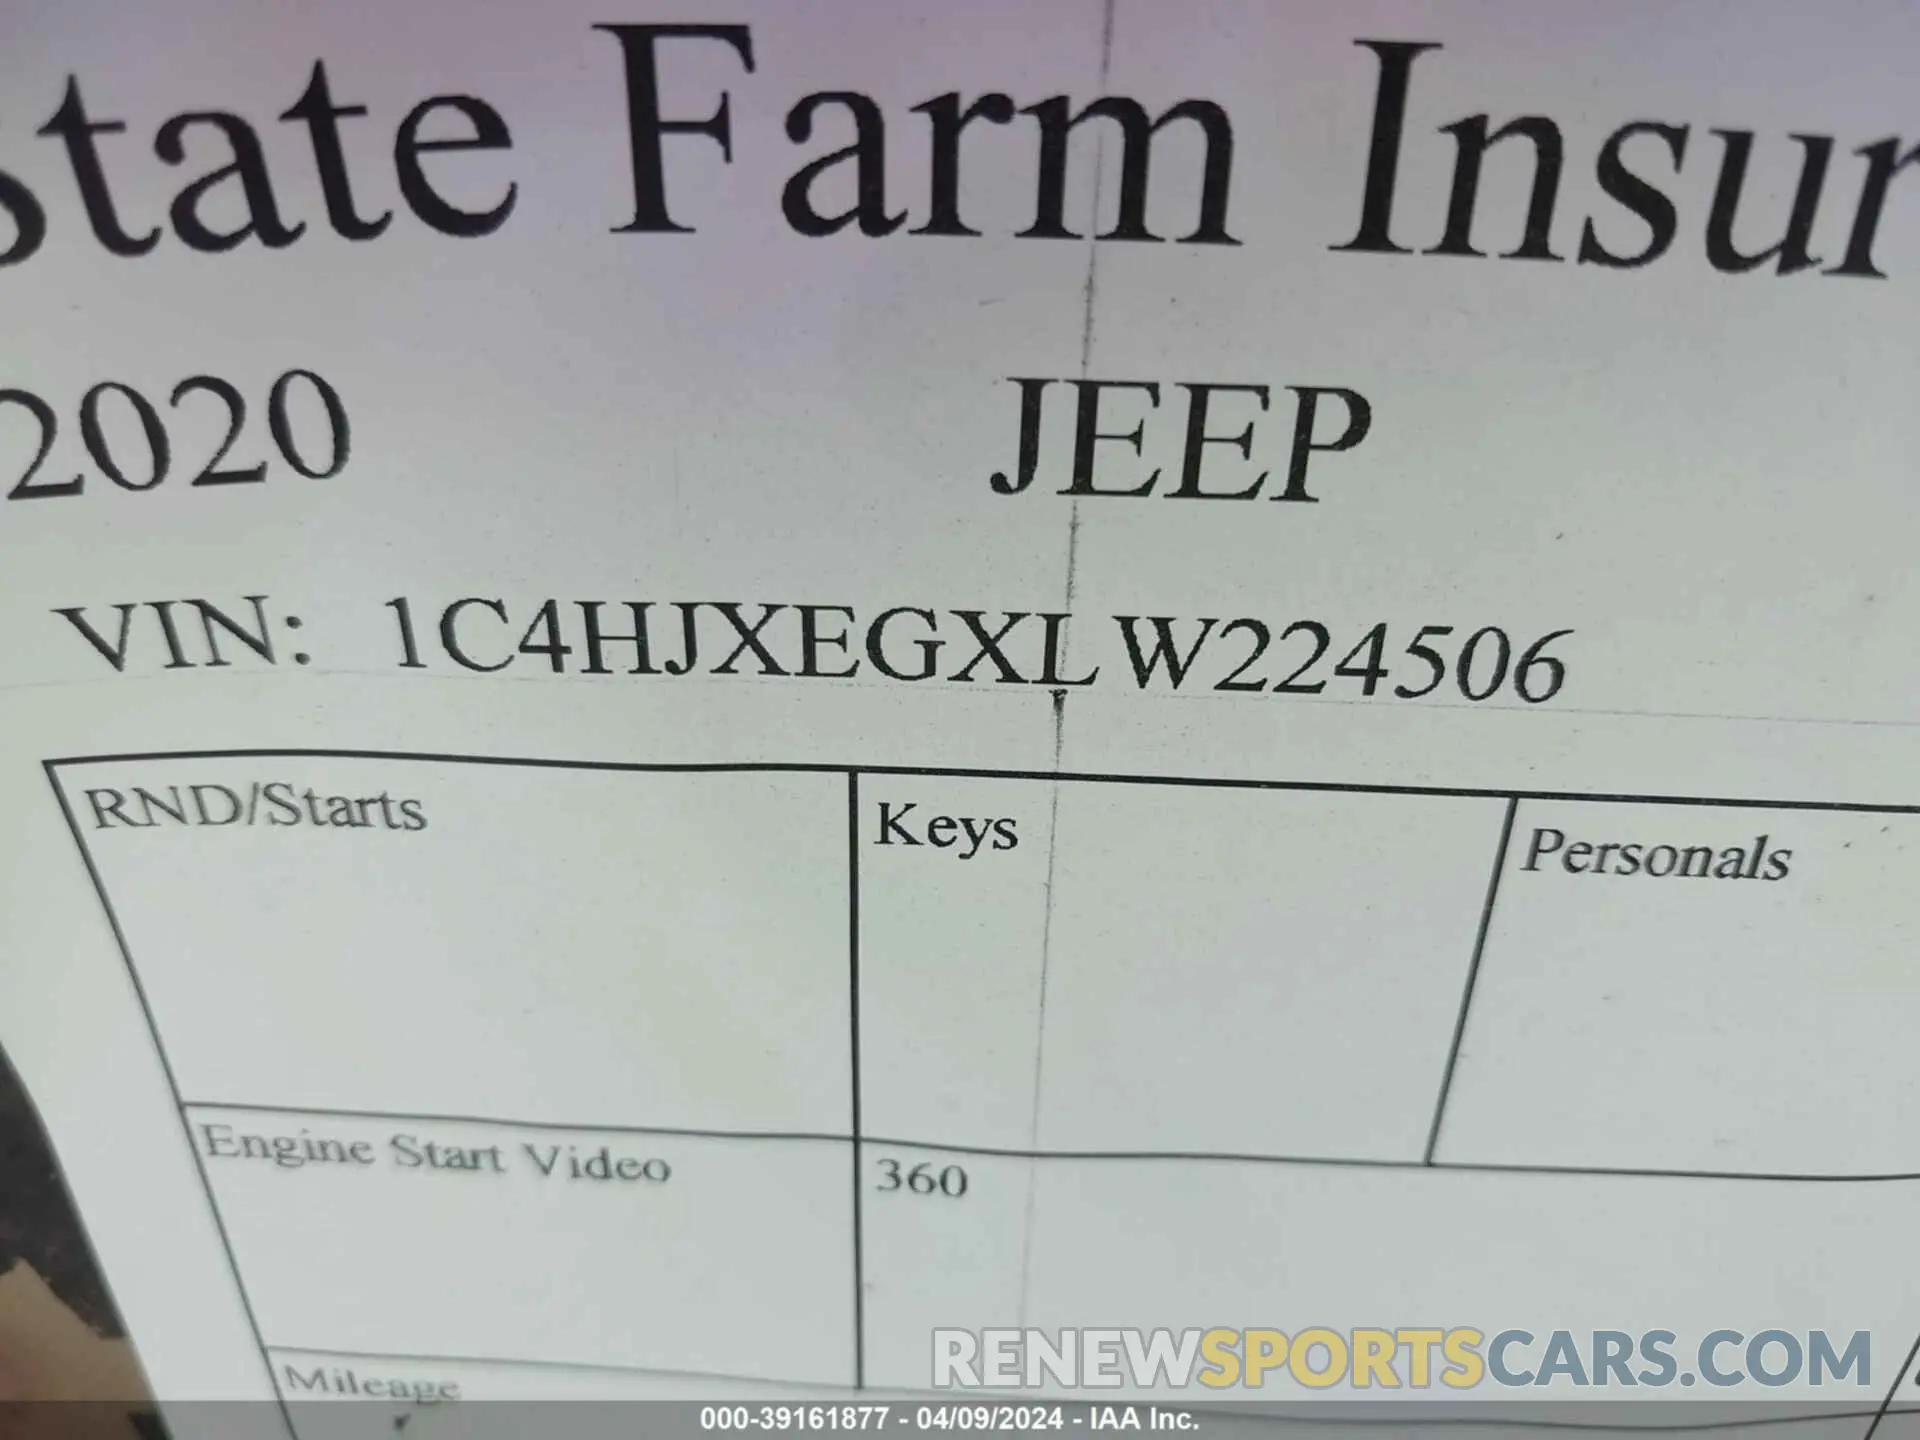 State Farm Insur
2020 JEEP
VIN: 1C4HJXEGXLW224506
RND/Starts Keys Personals
Engine Start Video 360
Mileage
RENEWSPORTSCARS.COM
000-39161877 - 04/09/2024 - IAA Inc.